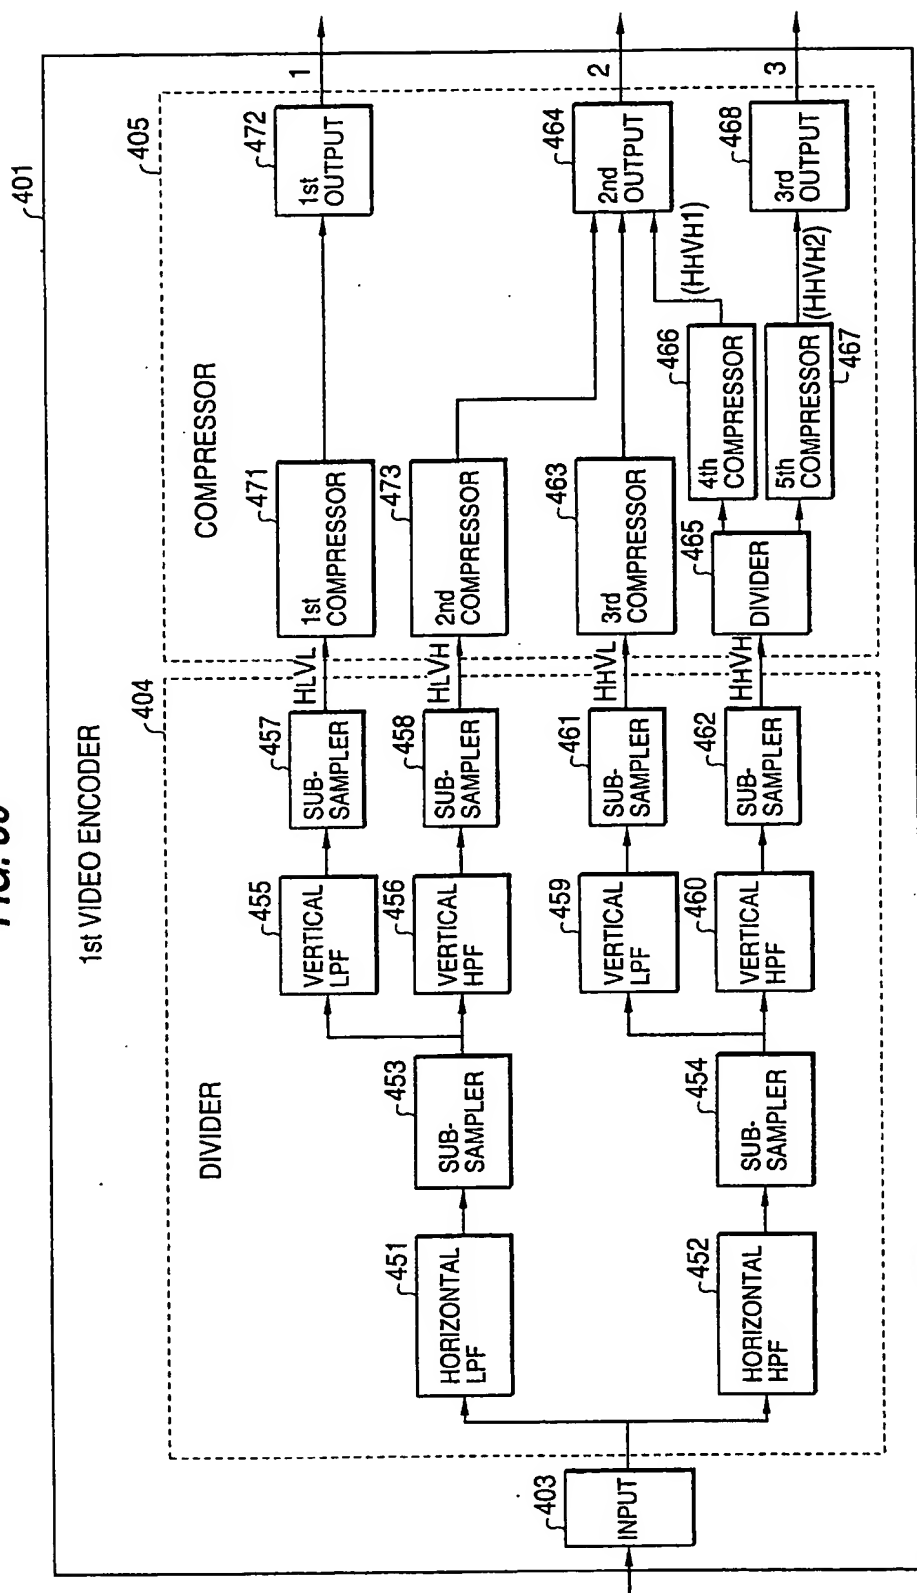 FIG.
401
1st VIDEO ENCODER
404
DIVIDER
405
COMPRESSOR
403
INPUT
451
HORIZONTAL
LPF
453
SUB-
SAMPLER
455
VERTICAL
LPF
457
SUB-
SAMPLER
HLVL
471
1st
COMPRESSOR
472
1st
OUTPUT
1
456
VERTICAL
HPF
458
SUB-
SAMPLER
HLVH
473
2nd
COMPRESSOR
452
HORIZONTAL
HPF
454
SUB-
SAMPLER
459
VERTICAL
LPF
461
SUB-
SAMPLER
HHVL
463
3rd
COMPRESSOR
464
2nd
OUTPUT
2
460
VERTICAL
HPF
462
SUB-
SAMPLER
HHVH
465
DIVIDER
466
4th
COMPRESSOR
(HHVH1)
5th
COMPRESSOR
467
(HHVH2)
468
3rd
OUTPUT
3